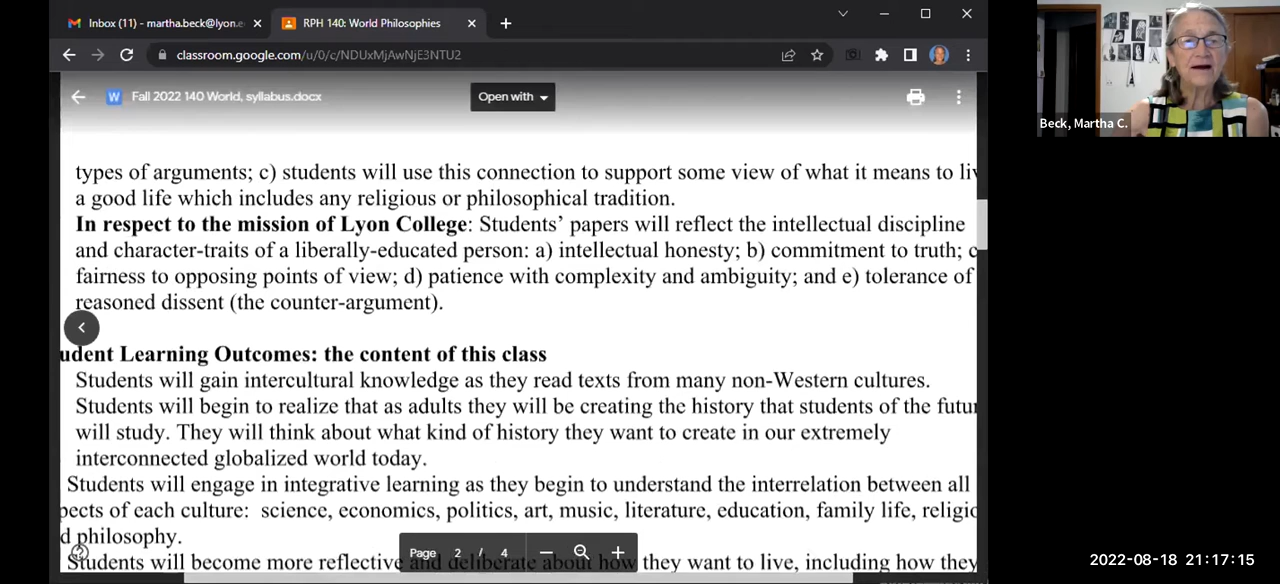 Inbox (11) - martha.beck@lyon.e
RPH 140: World Philosophies
classroom.google.com/u/0/c/NDUxMjAwNjE3NTU2
Fall 2022 140 World, syllabus.docx
Open with
Beck, Martha C.
types of arguments; c) students will use this connection to support some view of what it means to liv
a good life which includes any religious or philosophical tradition.
In respect to the mission of Lyon College: Students' papers will reflect the intellectual discipline
and character-traits of a liberally-educated person: a) intellectual honesty; b) commitment to truth; c
fairness to opposing points of view; d) patience with complexity and ambiguity; and e) tolerance of
reasoned dissent (the counter-argument).
udent Learning Outcomes: the content of this class
Students will gain intercultural knowledge as they read texts from many non-Western cultures.
Students will begin to realize that as adults they will be creating the history that students of the futur
will study. They will think about what kind of history they want to create in our extremely
interconnected globalized world today.
Students will engage in integrative learning as they begin to understand the interrelation between all
pects of each culture: science, economics, politics, art, music, literature, education, family life, religio
d philosophy.
Students will become more reflective and deliberate about how they want to live, including how they
Page 2 / 4
2022-08-18 21:17:15